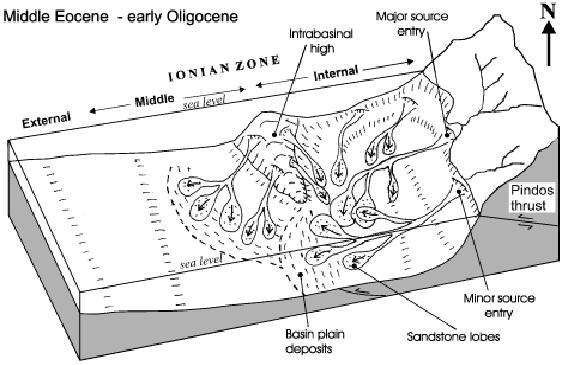 Middle Eocene - early Oligocene
Major source
entry
N
Intrabasinal
high
IONIAN ZONE
Internal
Middle
sea level
External
Pindos
thrust
sea level
Minor source
entry
Basin plain
deposits
Sandstone lobes